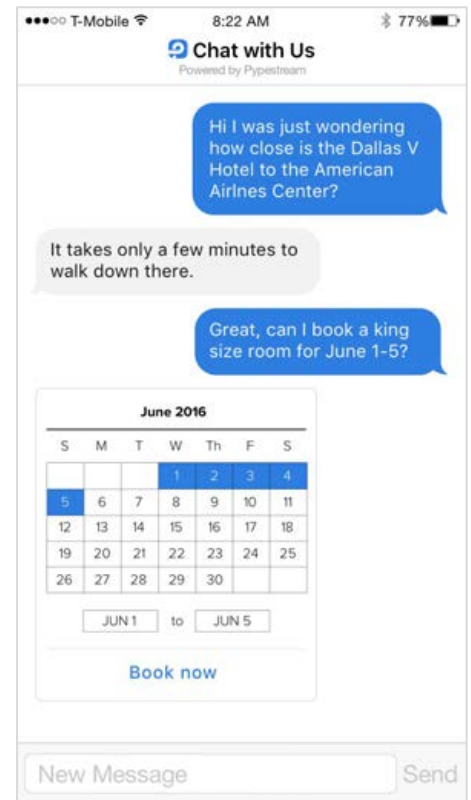 T-Mobile 8:22 AM 77%
Chat with Us
Powered by Pypestream
Hi I was just wondering
how close is the Dallas V
Hotel to the American
Airlnes Center?
It takes only a few minutes to
walk down there.
Great, can I book a king
size room for June 1-5?
June 2016
S M T W Th F S
1 2 3 4
5 6 7 8 9 10 11
12 13 14 15 16 17 18
19 20 21 22 23 24 25
26 27 28 29 30
JUN 1 to JUN 5
Book now
New Message Send